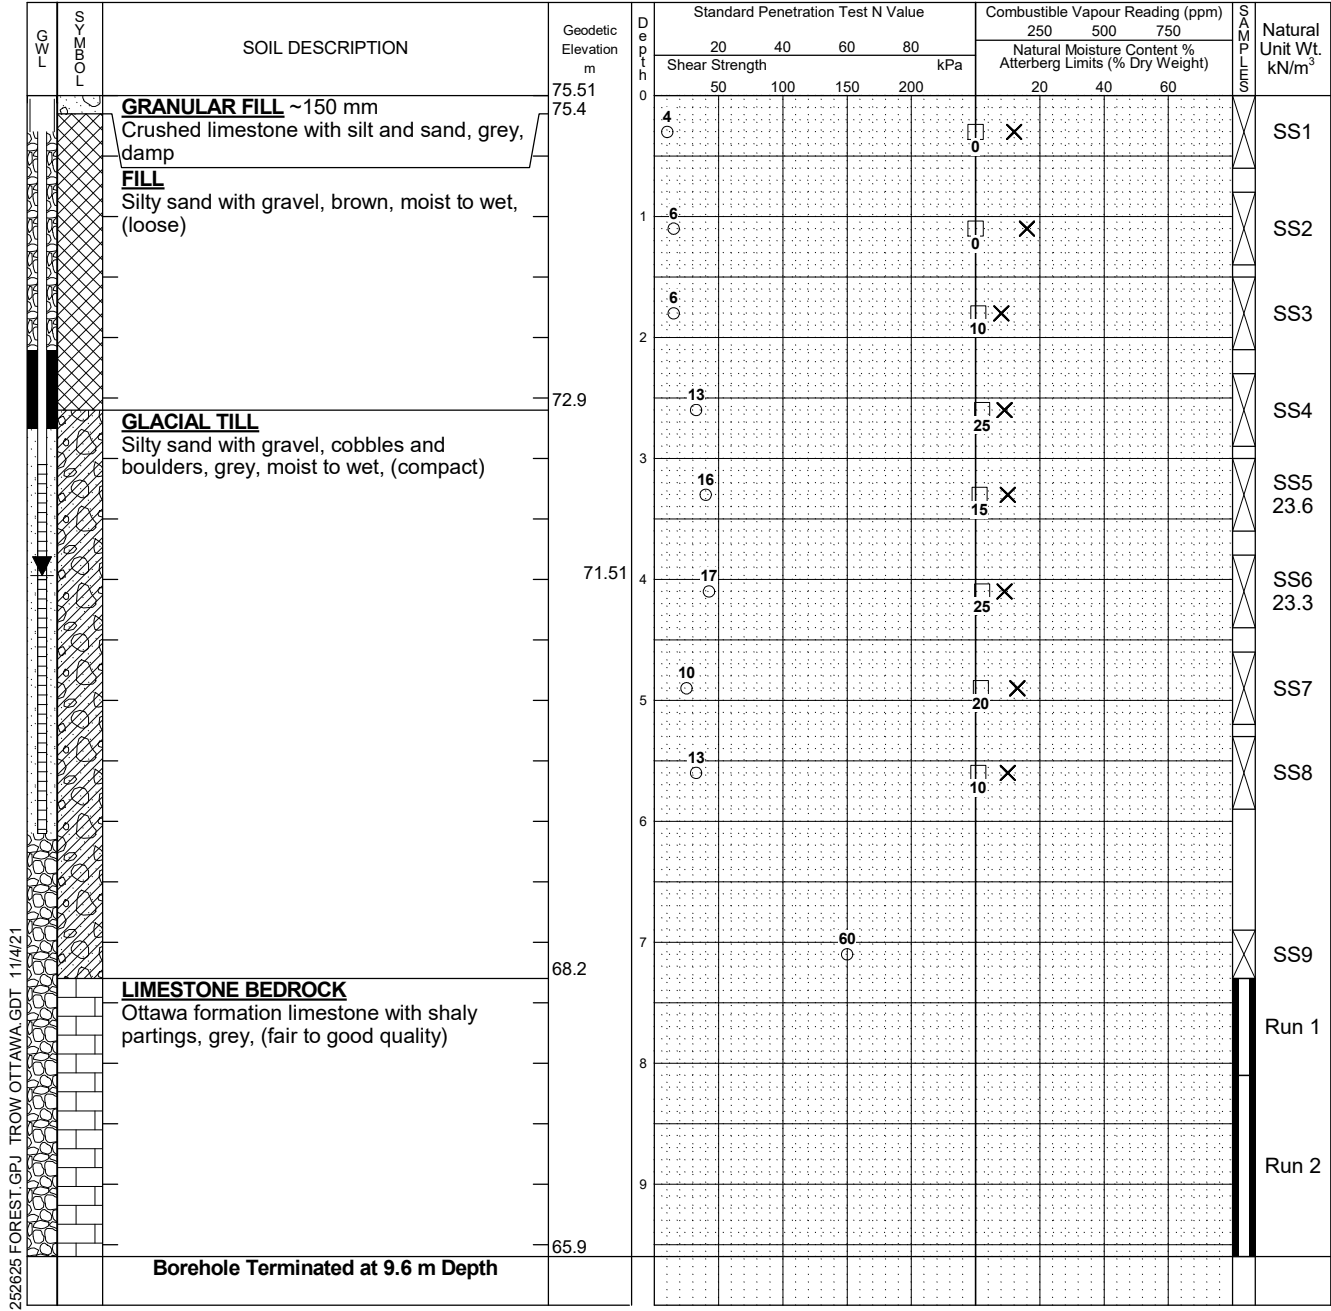 GWL
SYMBOL
SOIL DESCRIPTION
Geodetic
Elevation
m
Depth
Standard Penetration Test N Value
20 40 60 80
Shear Strength kPa
50 100 150 200
Combustible Vapour Reading (ppm)
250 500 750
Natural Moisture Content %
Atterberg Limits (% Dry Weight)
20 40 60
SAMPLES
Natural
Unit Wt.
kN/m³
75.51
0
GRANULAR FILL ~150 mm
75.4
Crushed limestone with silt and sand, grey,
damp
4
0
SS1
FILL
Silty sand with gravel, brown, moist to wet,
(loose)
1
6
0
SS2
6
10
SS3
2
72.9
13
25
SS4
GLACIAL TILL
Silty sand with gravel, cobbles and
boulders, grey, moist to wet, (compact)
3
16
15
SS5
23.6
71.51
4
17
25
SS6
23.3
10
20
SS7
5
13
10
SS8
6
7
60
SS9
68.2
LIMESTONE BEDROCK
Ottawa formation limestone with shaly
partings, grey, (fair to good quality)
Run 1
8
Run 2
9
65.9
Borehole Terminated at 9.6 m Depth
252625 FOREST.GPJ TROW OTTAWA.GDT 11/4/21